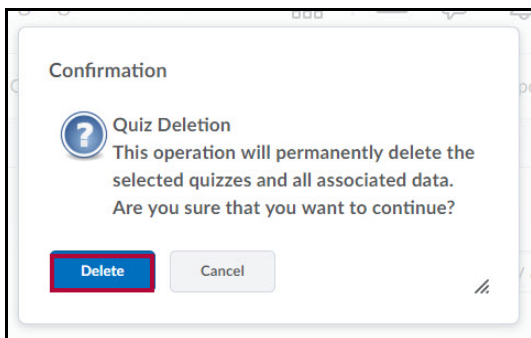 Confirmation
Quiz Deletion
This operation will permanently delete the
selected quizzes and all associated data.
Are you sure that you want to continue?
Delete
Cancel